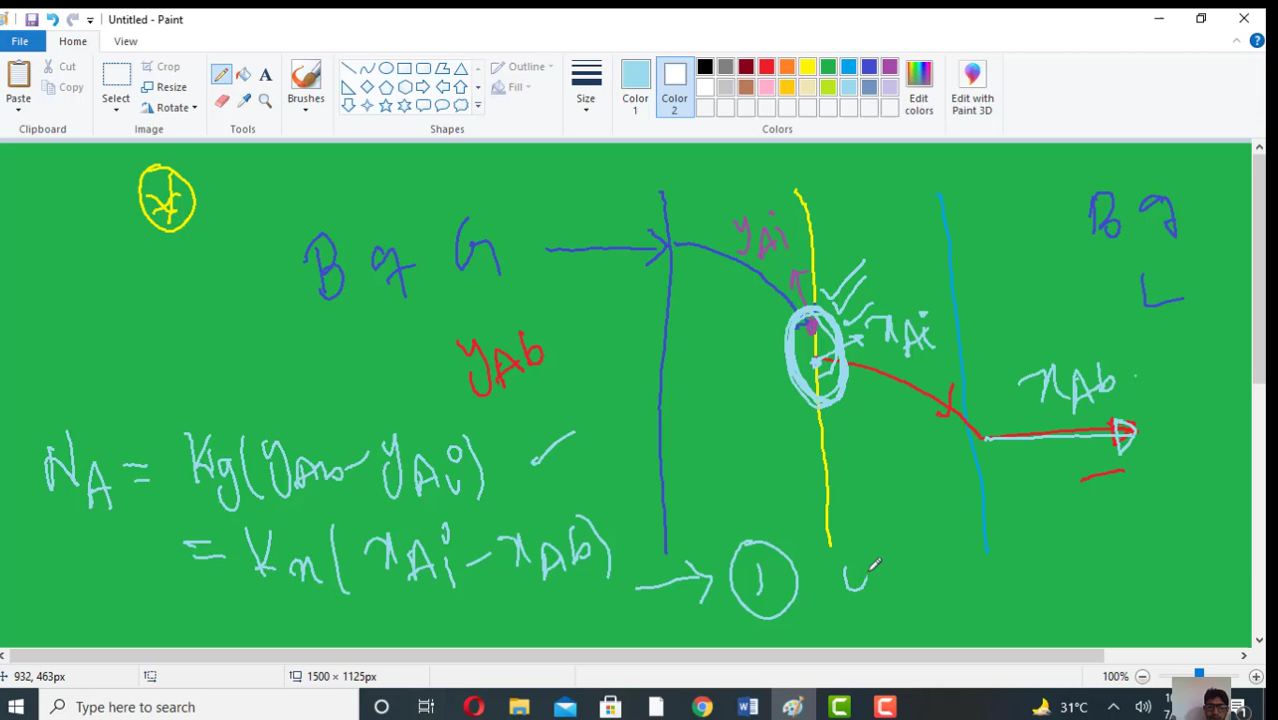 Untitled - Paint
File Home View
Paste
Cut
Copy
Clipboard
Select
Crop
Resize
Rotate
Image
Tools
Brushes
Shapes
Outline
Fill
Size
Color 1
Color 2
Colors
Edit colors
Edit with Paint 3D
B of G
yAi
B of
L
xAi
yAb
xAb
NA = Kg(yAb - yAi)
= Kx(xAi - xAb) → 1
932, 463px
1500 × 1125px
100%
Type here to search
31°C